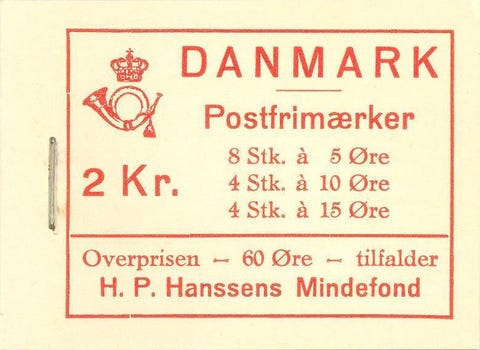 DANMARK
Postfrimærker
2 Kr.
8 Stk. à 5 Øre
4 Stk. à 10 Øre
4 Stk. à 15 Øre
Overprisen – 60 Øre – tilfalder
H. P. Hanssens Mindefond